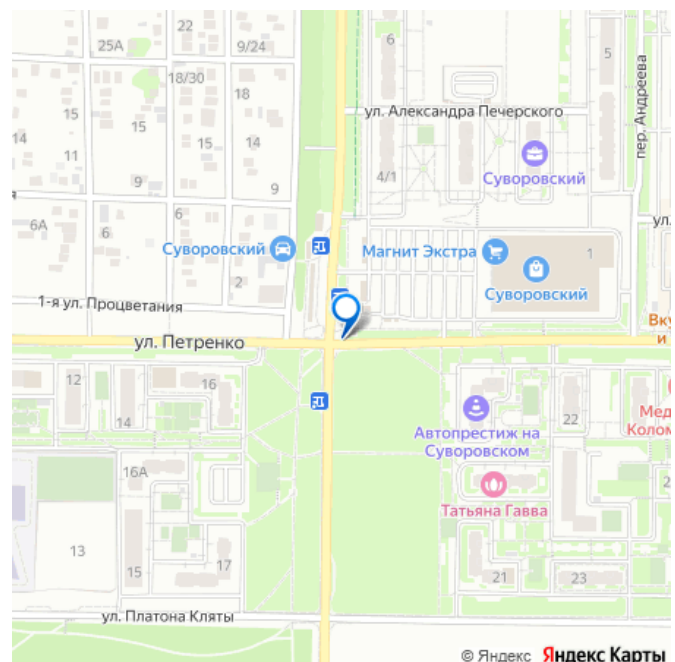 22
25А
9/24
6
5
пер. Андреева
18/30
18
ул. Александра Печерского
15
15
14
15
14
11
Суворовский
4/1
9
9
6
6А
6
ул.
Суворовский
Магнит Экстра
1
2
Суворовский
1-я ул. Процветания
Вку
и
ул. Петренко
12
16
14
22
Мед
Колом
Автопрестиж на
Суворовском
16А
2
Татьяна Гавва
13
15
17
21
23
ул. Платона Кляты
© Яндекс Яндекс Карты